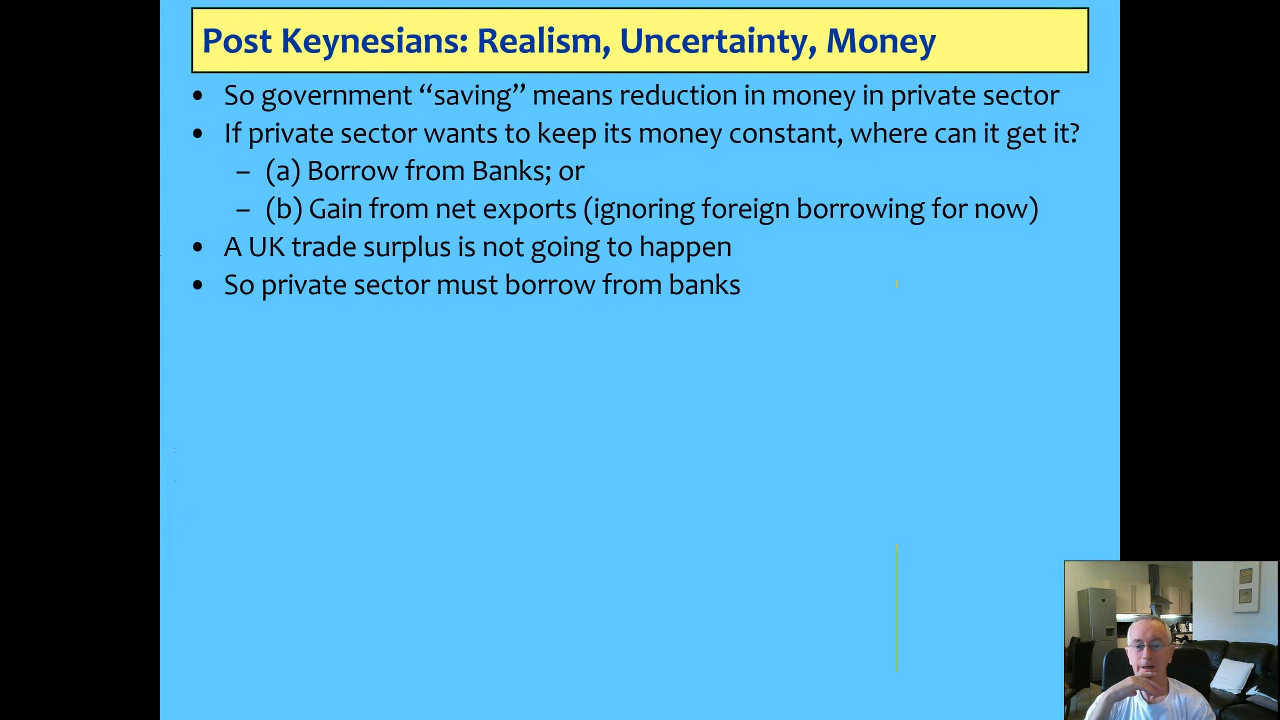 Post Keynesians: Realism, Uncertainty, Money
• So government “saving” means reduction in money in private sector
• If private sector wants to keep its money constant, where can it get it?
– (a) Borrow from Banks; or
– (b) Gain from net exports (ignoring foreign borrowing for now)
• A UK trade surplus is not going to happen
• So private sector must borrow from banks